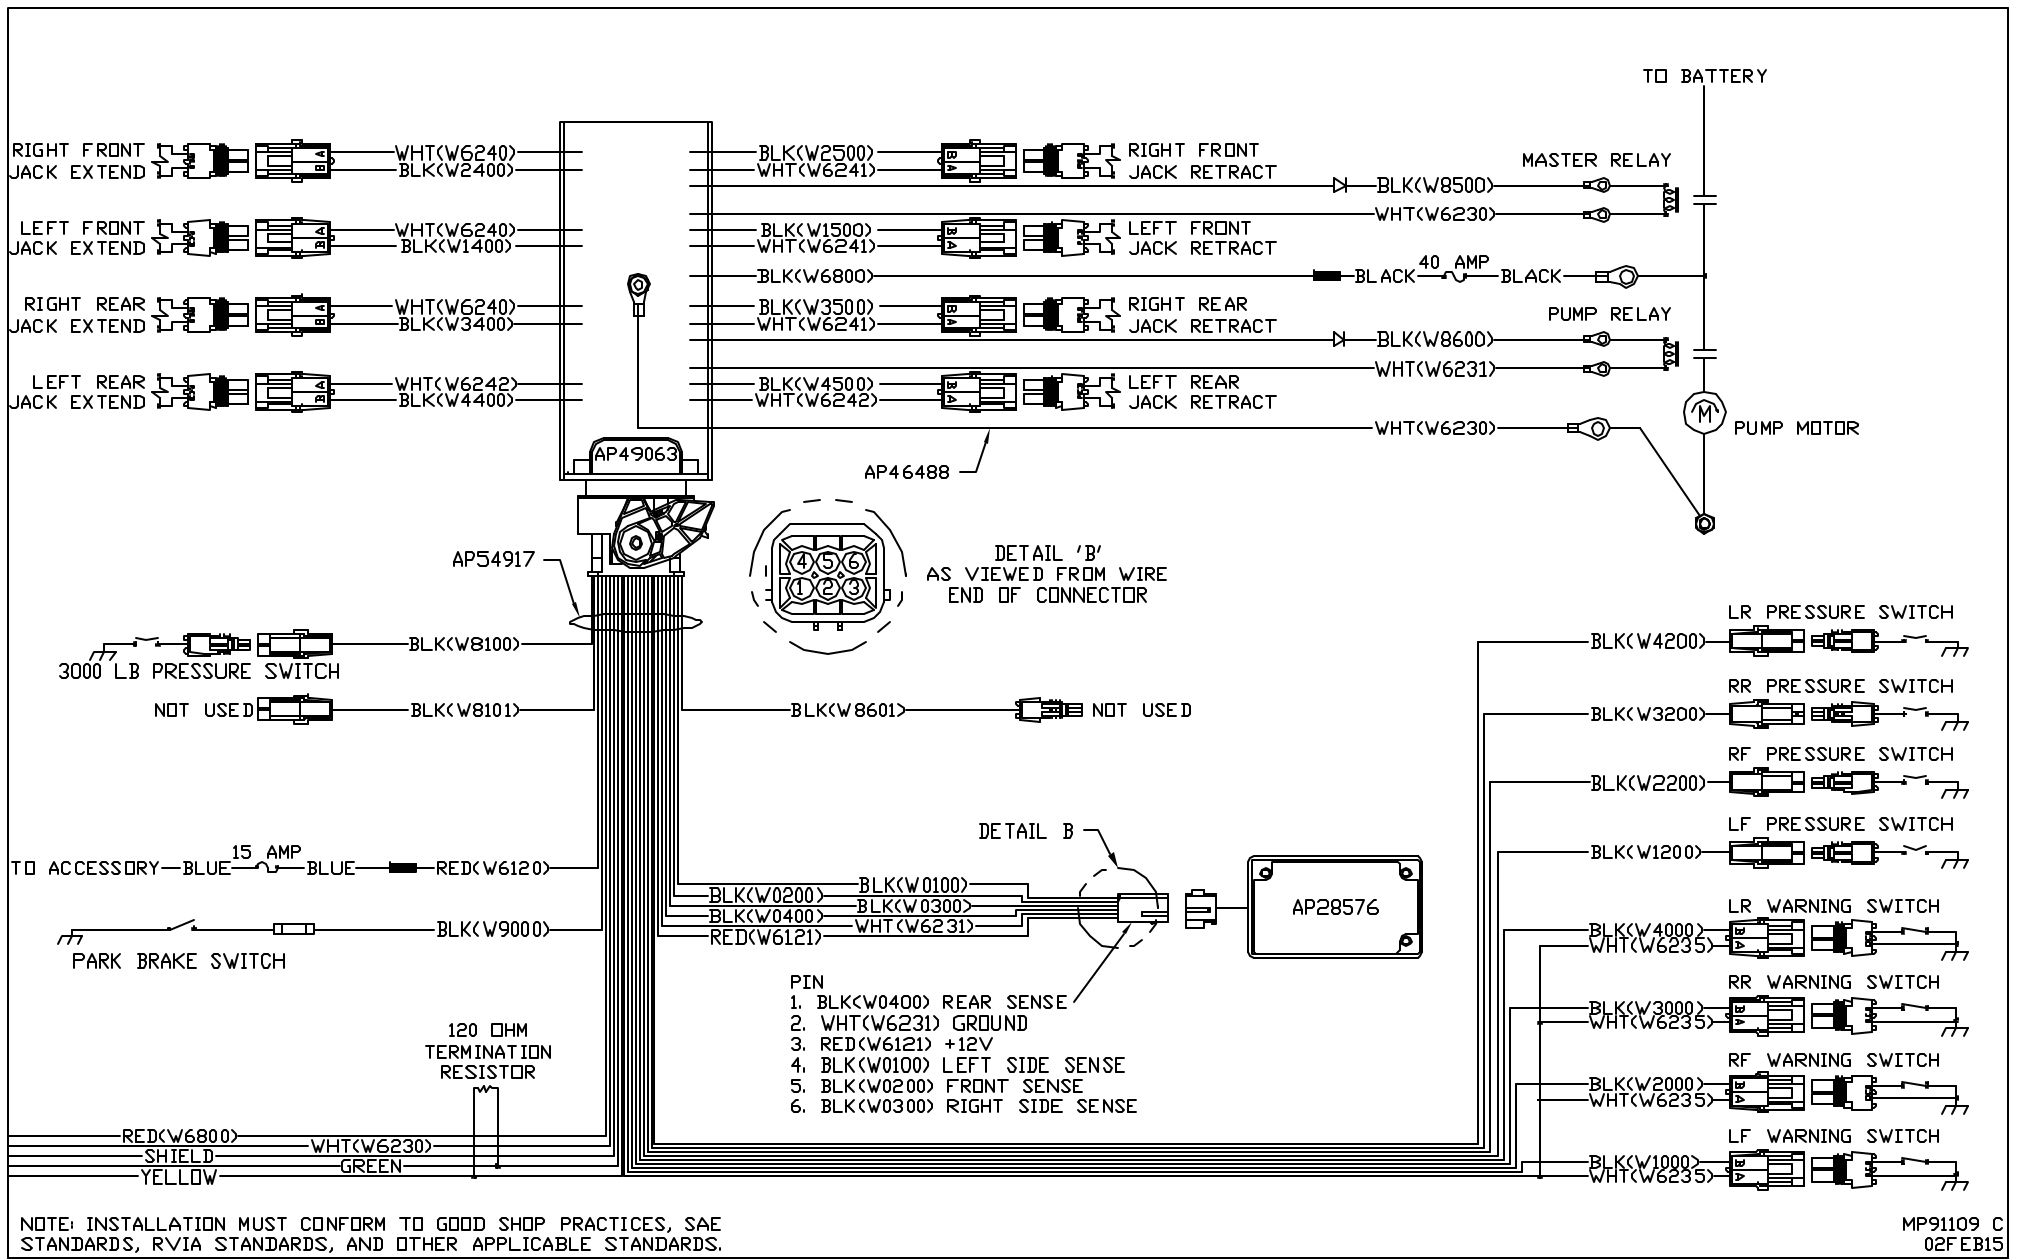 TO BATTERY
RIGHT FRONT
JACK EXTEND
A
B
WHT(W6240)
BLK(W2400)
BLK(W2500)
WHT(W6241)
B
A
RIGHT FRONT
JACK RETRACT
MASTER RELAY
BLK(W8500)
WHT(W6230)
LEFT FRONT
JACK EXTEND
A
B
WHT(W6240)
BLK(W1400)
BLK(W1500)
WHT(W6241)
B
A
LEFT FRONT
JACK RETRACT
BLK(W6800)
BLACK
40 AMP
BLACK
RIGHT REAR
JACK EXTEND
A
B
WHT(W6240)
BLK(W3400)
BLK(W3500)
WHT(W6241)
B
A
RIGHT REAR
JACK RETRACT
PUMP RELAY
BLK(W8600)
WHT(W6231)
LEFT REAR
JACK EXTEND
A
B
WHT(W6242)
BLK(W4400)
BLK(W4500)
WHT(W6242)
B
A
LEFT REAR
JACK RETRACT
M
PUMP MOTOR
WHT(W6230)
AP49063
AP46488
AP54917
4 5 6
1 2 3
DETAIL 'B'
AS VIEWED FROM WIRE
END OF CONNECTOR
BLK(W8100)
3000 LB PRESSURE SWITCH
NOT USED
BLK(W8101)
BLK(W8601)
NOT USED
LR PRESSURE SWITCH
BLK(W4200)
RR PRESSURE SWITCH
BLK(W3200)
RF PRESSURE SWITCH
BLK(W2200)
LF PRESSURE SWITCH
BLK(W1200)
DETAIL B
TO ACCESSORY
BLUE
15 AMP
BLUE
RED(W6120)
BLK(W0100)
BLK(W0200)
BLK(W0300)
BLK(W0400)
WHT(W6231)
RED(W6121)
AP28576
BLK(W9000)
PARK BRAKE SWITCH
LR WARNING SWITCH
BLK(W4000)
WHT(W6235)
B
A
RR WARNING SWITCH
BLK(W3000)
WHT(W6235)
B
A
RF WARNING SWITCH
BLK(W2000)
WHT(W6235)
B
A
LF WARNING SWITCH
BLK(W1000)
WHT(W6235)
B
A
PIN
1. BLK(W0400) REAR SENSE
2. WHT(W6231) GROUND
3. RED(W6121) +12V
4. BLK(W0100) LEFT SIDE SENSE
5. BLK(W0200) FRONT SENSE
6. BLK(W0300) RIGHT SIDE SENSE
120 OHM
TERMINATION
RESISTOR
RED(W6800)
WHT(W6230)
SHIELD
GREEN
YELLOW
NOTE: INSTALLATION MUST CONFORM TO GOOD SHOP PRACTICES, SAE
STANDARDS, RVIA STANDARDS, AND OTHER APPLICABLE STANDARDS.
MP91109 C
02FEB15